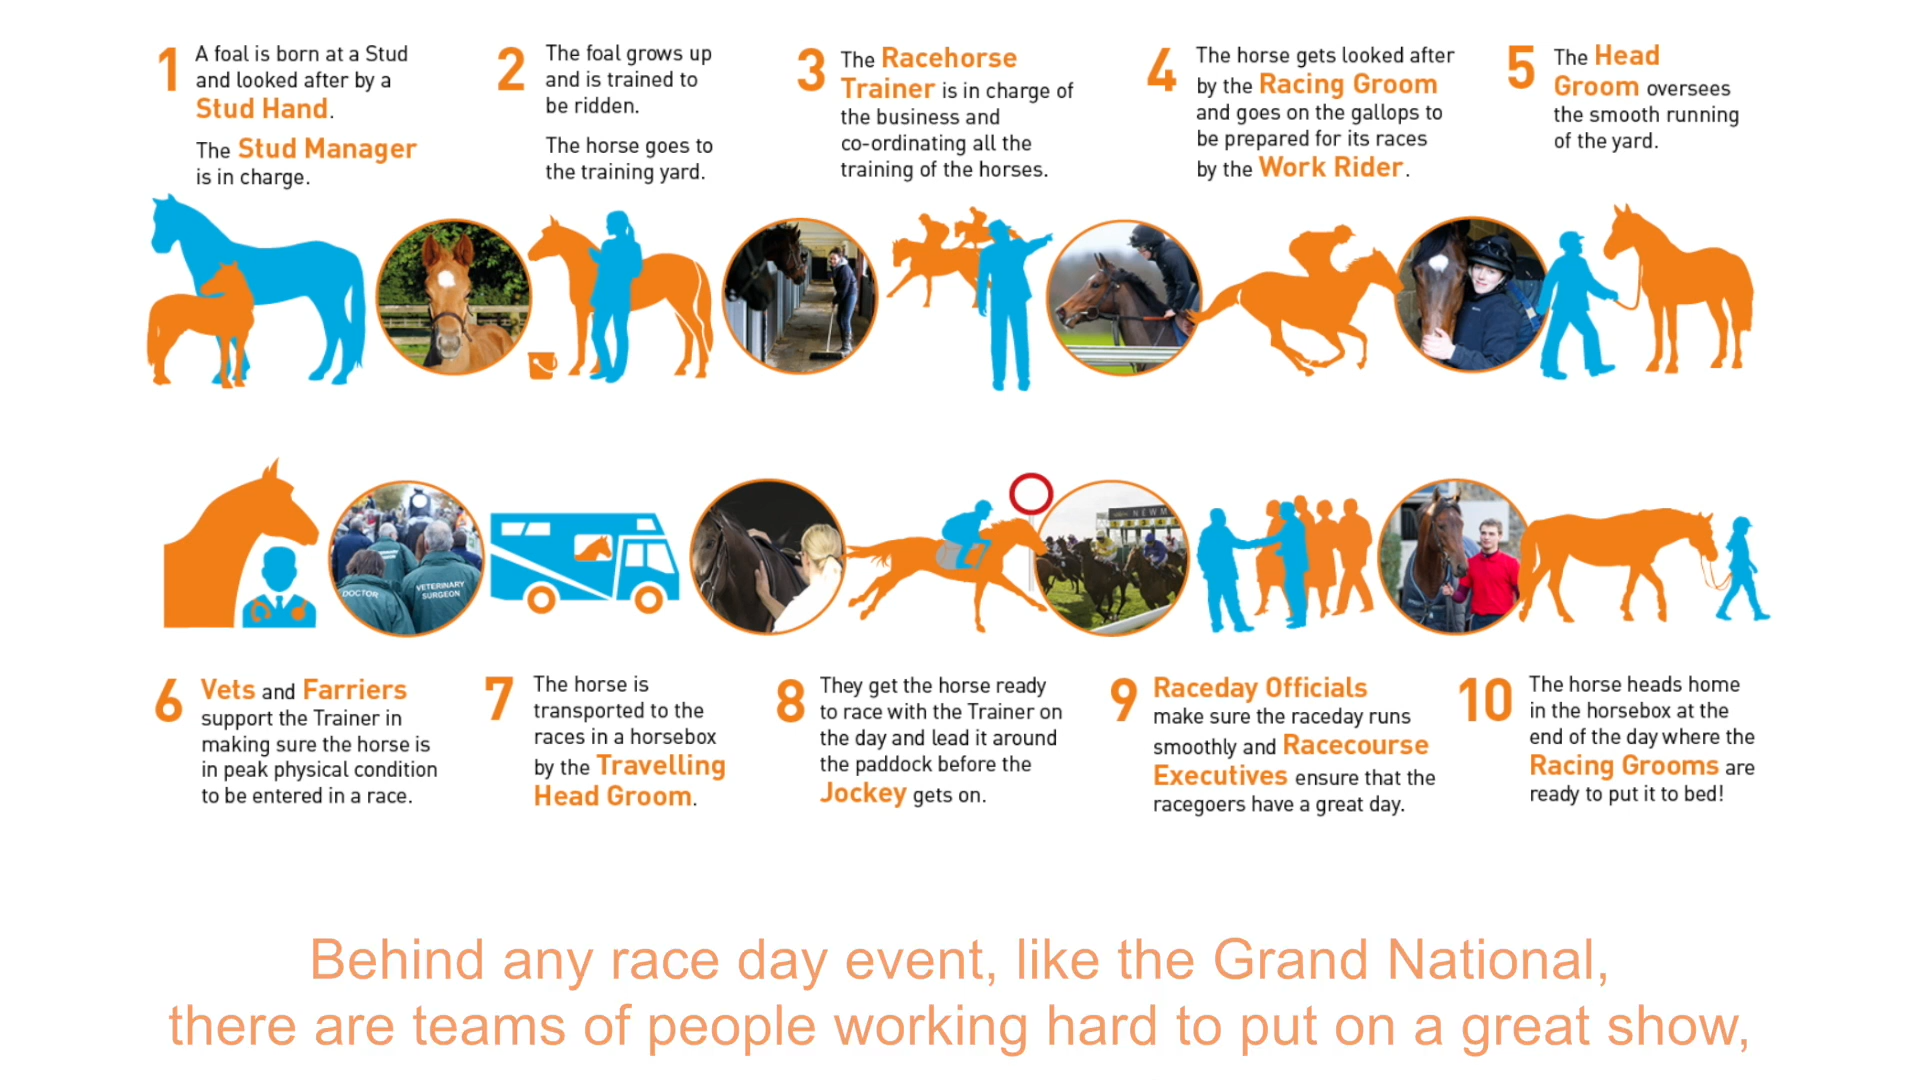 1 A foal is born at a Stud
and looked after by a
Stud Hand.
The Stud Manager
is in charge.
2 The foal grows up
and is trained to
be ridden.
The horse goes to
the training yard.
3 The Racehorse
Trainer is in charge of
the business and
co-ordinating all the
training of the horses.
4 The horse gets looked after
by the Racing Groom
and goes on the gallops to
be prepared for its races
by the Work Rider.
5 The Head
Groom oversees
the smooth running
of the yard.
DOCTOR
VETERINARY
SURGEON
NEWM
6 Vets and Farriers
support the Trainer in
making sure the horse is
in peak physical condition
to be entered in a race.
7 The horse is
transported to the
races in a horsebox
by the Travelling
Head Groom.
8 They get the horse ready
to race with the Trainer on
the day and lead it around
the paddock before the
Jockey gets on.
9 Raceday Officials
make sure the raceday runs
smoothly and Racecourse
Executives ensure that the
racegoers have a great day.
10 The horse heads home
in the horsebox at the
end of the day where the
Racing Grooms are
ready to put it to bed!
Behind any race day event, like the Grand National,
there are teams of people working hard to put on a great show,